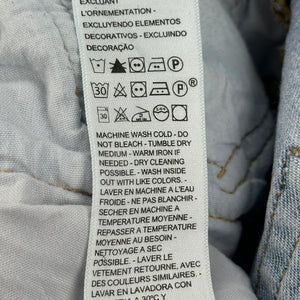 EXCLUANT
L'ORNEMENTATION -
EXCLUYENDO ELEMENTOS
DECORATIVOS - EXCLUINDO
DECORAÇÃO
P
30 P ®
30
MACHINE WASH COLD - DO
NOT BLEACH - TUMBLE DRY
MEDIUM - WARM IRON IF
NEEDED - DRY CLEANING
POSSIBLE - WASH INSIDE
OUT WITH LIKE COLORS -
LAVER EN MACHINE A L'EAU
FROIDE - NE PAS BLANCHIR
- SECHER EN MACHINE
TEMPERATURE MOYENNE -
REPASSER A TEMPERATURE
MOYENNE AU BESOIN -
NETTOYAGE A SEC
POSSIBLE - LAVER LE
VETEMENT RETOURNE, AVEC
DES COULEURS SIMILAIRES. -
LAVAR EN LAVADORA CON